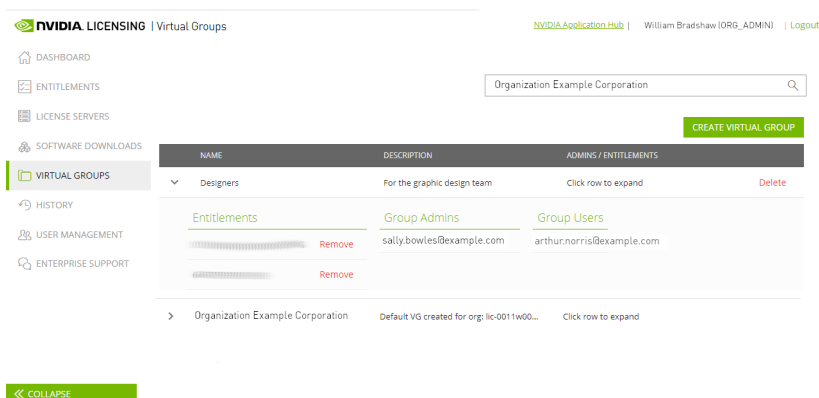 NVIDIA. LICENSING | Virtual Groups
NVIDIA Application Hub | William Bradshaw (ORG_ADMIN) | Logout
DASHBOARD
ENTITLEMENTS
LICENSE SERVERS
SOFTWARE DOWNLOADS
VIRTUAL GROUPS
HISTORY
USER MANAGEMENT
ENTERPRISE SUPPORT
COLLAPSE
Organization Example Corporation
CREATE VIRTUAL GROUP
NAME DESCRIPTION ADMINS / ENTITLEMENTS
Designers For the graphic design team Click row to expand Delete
Entitlements Group Admins Group Users
Remove sally.bowles@example.com arthur.norris@example.com
Remove
Organization Example Corporation Default VG created for org: lic-0011w00... Click row to expand